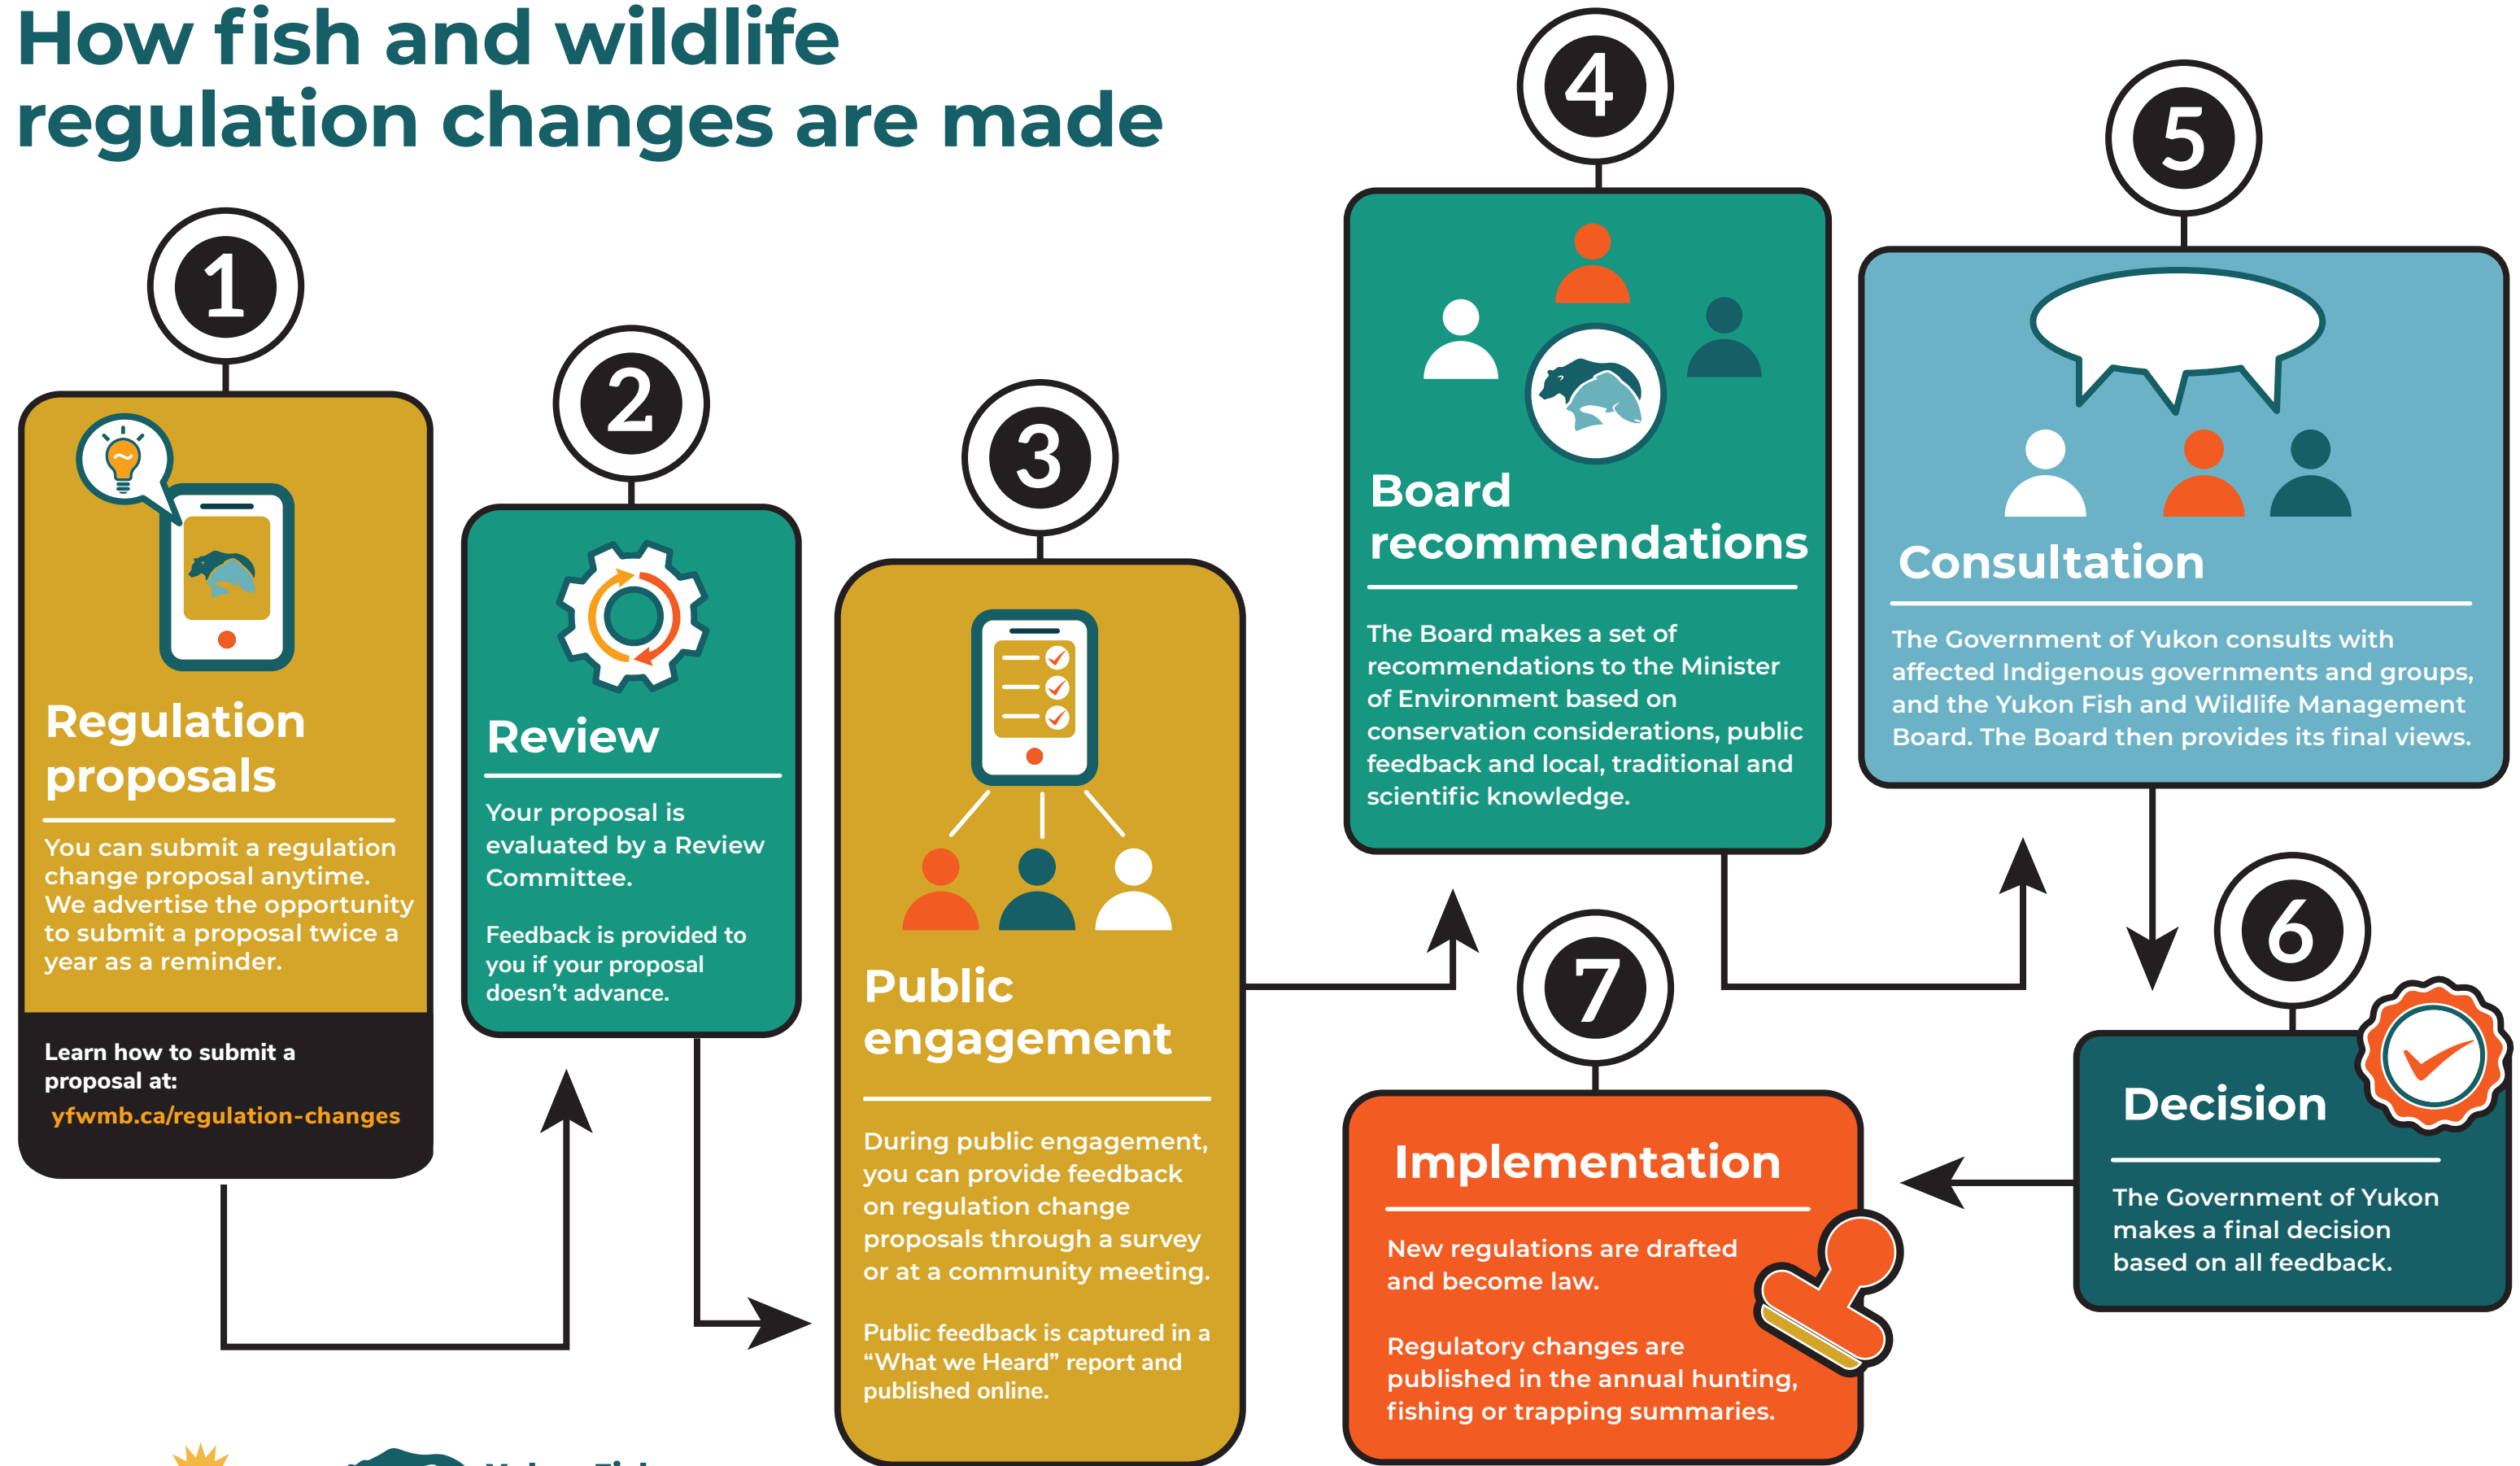 How fish and wildlife
regulation changes are made
1
Regulation
proposals
You can submit a regulation
change proposal anytime.
We advertise the opportunity
to submit a proposal twice a
year as a reminder.
Learn how to submit a
proposal at:
yfwmb.ca/regulation-changes
2
Review
Your proposal is
evaluated by a Review
Committee.
Feedback is provided to
you if your proposal
doesn't advance.
3
Public
engagement
During public engagement,
you can provide feedback
on regulation change
proposals through a survey
or at a community meeting.
Public feedback is captured in a
“What we Heard” report and
published online.
4
Board
recommendations
The Board makes a set of
recommendations to the Minister
of Environment based on
conservation considerations, public
feedback and local, traditional and
scientific knowledge.
5
Consultation
The Government of Yukon consults with
affected Indigenous governments and groups,
and the Yukon Fish and Wildlife Management
Board. The Board then provides its final views.
6
Decision
The Government of Yukon
makes a final decision
based on all feedback.
7
Implementation
New regulations are drafted
and become law.
Regulatory changes are
published in the annual hunting,
fishing or trapping summaries.